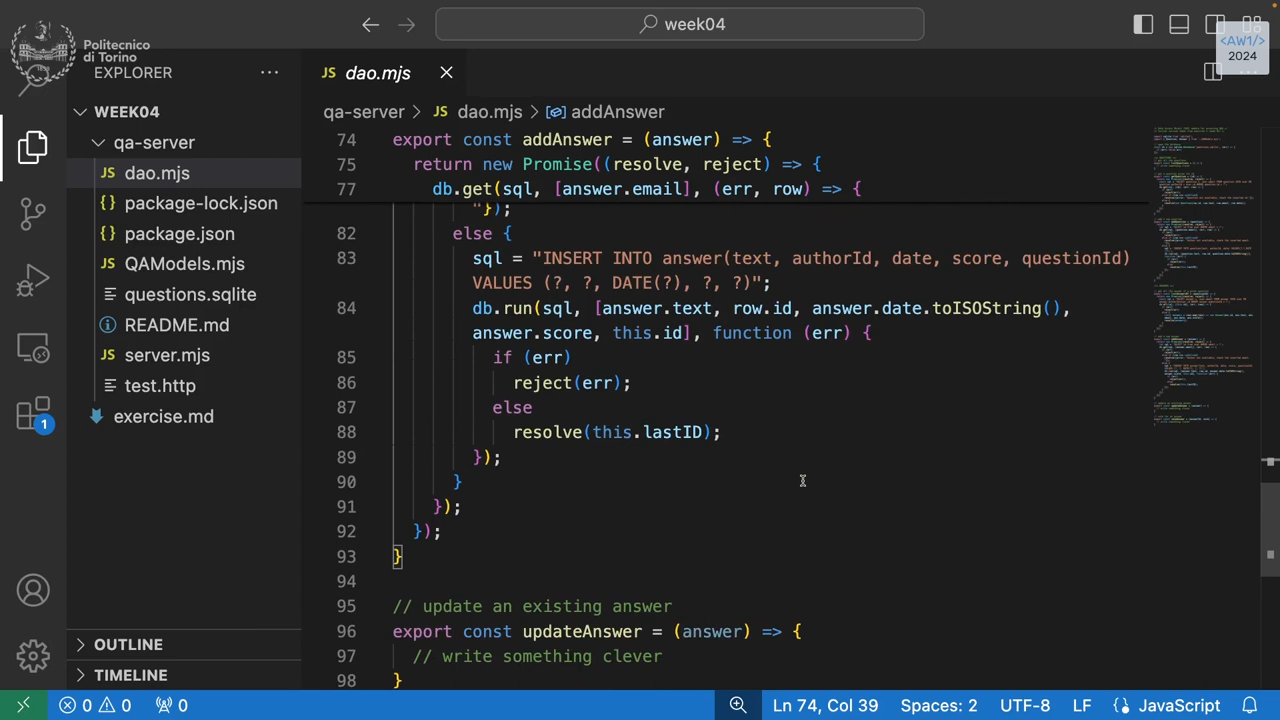 week04
Politecnico
di Torino
<AW1/>
2024
EXPLORER
JS dao.mjs
WEEK04
qa-server
dao.mjs
package-lock.json
package.json
QAModels.mjs
questions.sqlite
README.md
server.mjs
test.http
exercise.md
OUTLINE
TIMELINE
1
qa-server > JS dao.mjs > addAnswer
74 export const addAnswer = (answer) => {
75 return new Promise((resolve, reject) => {
77 db.get(sql, [answer.email], (err, row) => {
"});
82 else {
83 sql = "INSERT INTO answer(text, authorId, date, score, questionId)
VALUES (?, ?, DATE(?), ?, ?)";
84 db.run(sql, [answer.text, row.id, answer.date.toISOString(),
answer.score, this.id], function (err) {
85 if (err)
86 reject(err);
87 else
88 resolve(this.lastID);
89 });
90 }
91 });
92 });
93 }
94
95 // update an existing answer
96 export const updateAnswer = (answer) => {
97 // write something clever
98 }
0 0 0 Ln 74, Col 39 Spaces: 2 UTF-8 LF {} JavaScript